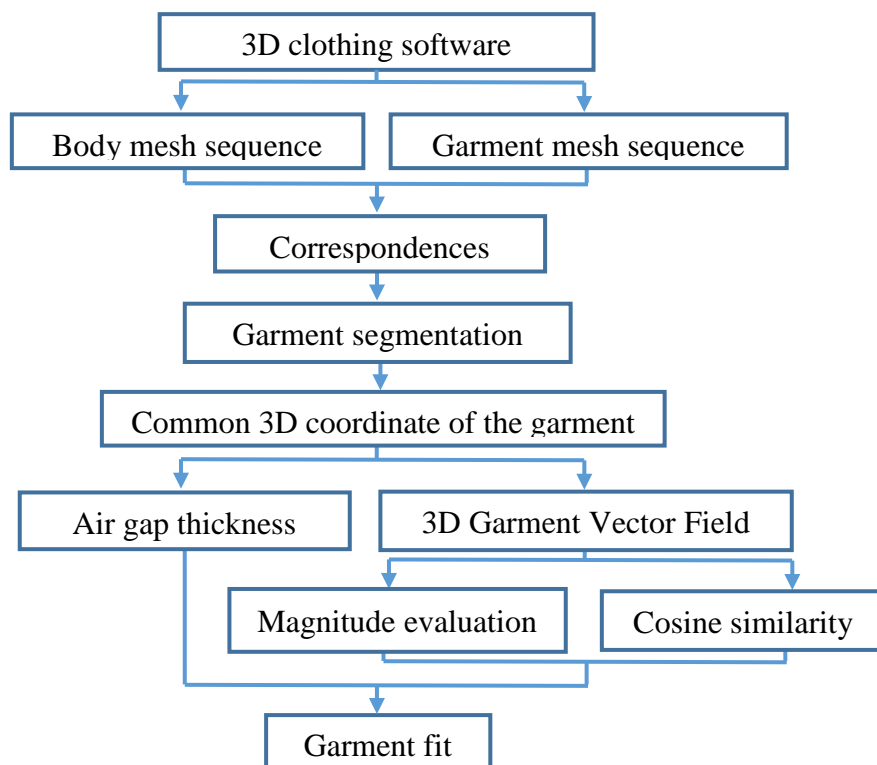 3D clothing software
Body mesh sequence
Garment mesh sequence
Correspondences
Garment segmentation
Common 3D coordinate of the garment
Air gap thickness
3D Garment Vector Field
Magnitude evaluation
Cosine similarity
Garment fit